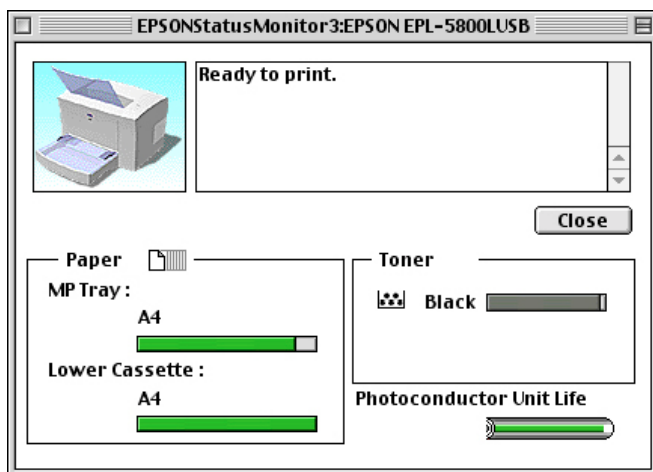 EPSONStatusMonitor3:EPSON EPL-5800LUSB
Ready to print.
Close
Paper
MP Tray :
A4
Lower Cassette :
A4
Toner
Black
Photoconductor Unit Life